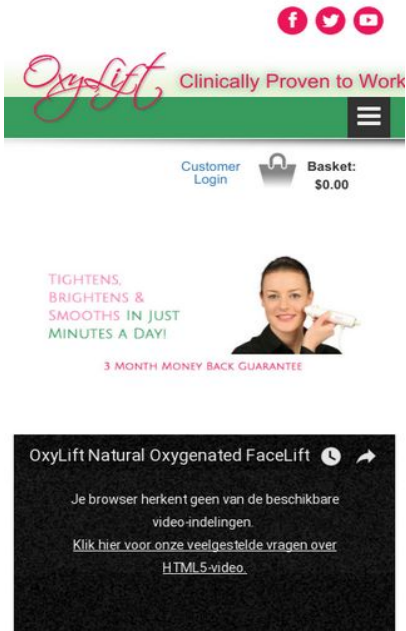 OxyLift
Clinically Proven to Work
Customer
Login
Basket:
$0.00
TIGHTENS,
BRIGHTENS &
SMOOTHS IN JUST
MINUTES A DAY!
3 MONTH MONEY BACK GUARANTEE
OxyLift Natural Oxygenated FaceLift
Je browser herkent geen van de beschikbare
video-indelingen.
Klik hier voor onze veelgestelde vragen over
HTML5-video.